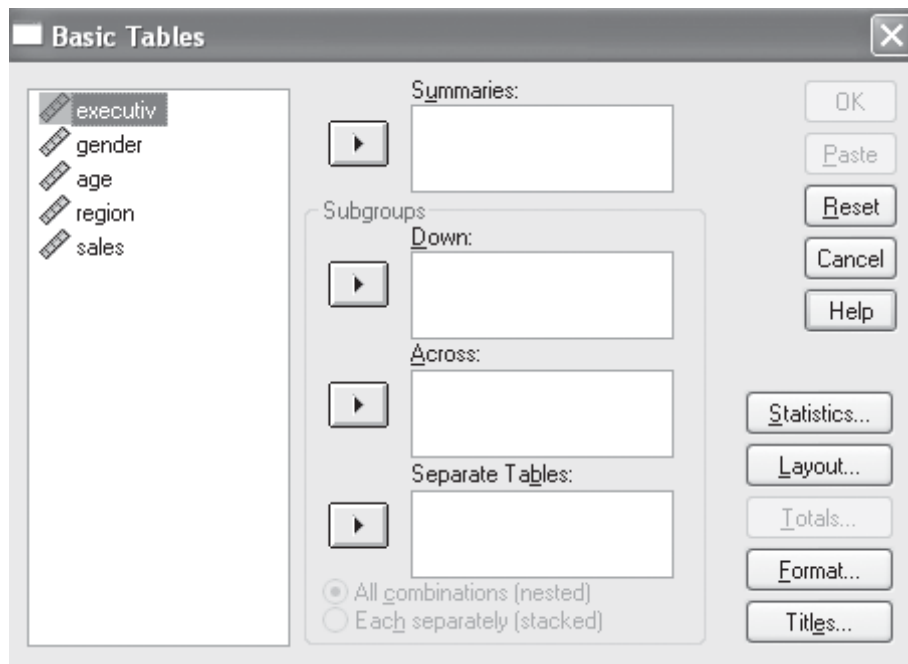 Basic Tables
executiv
gender
age
region
sales
Summaries:
Subgroups
Down:
Across:
Separate Tables:
All combinations (nested)
Each separately (stacked)
OK
Paste
Reset
Cancel
Help
Statistics...
Layout...
Totals...
Format...
Titles...